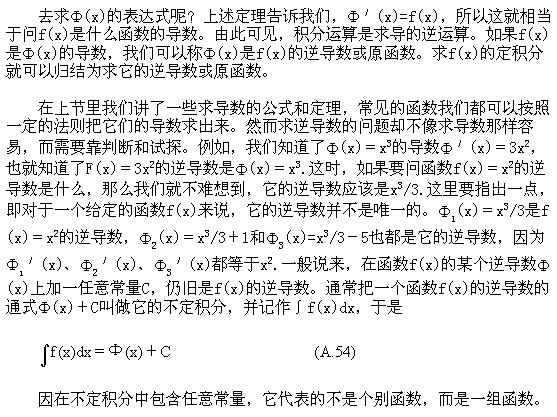 去求Φ(x)的表达式呢？上述定理告诉我们，Φ′(x)=f(x)，所以这就相当
于问f(x)是什么函数的导数。由此可见，积分运算是求导的逆运算。如果f(x)
是Φ(x)的导数，我们可以称Φ(x)是f(x)的逆导数或原函数。求f(x)的定积分
就可以归结为求它的逆导数或原函数。
在上节里我们讲了一些求导数的公式和定理，常见的函数我们都可以按照
一定的法则把它们的导数求出来。然而求逆导数的问题却不像求导数那样容
易，而需要靠判断和试探。例如，我们知道了Φ(x)＝x³的导数Φ′(x)＝3x²，
也就知道了F(x)＝3x²的逆导数是Φ(x)＝x³.这时，如果要问函数f(x)＝x²的逆
导数是什么，那么我们就不难想到，它的逆导数应该是x³/3.这里要指出一点，
即对于一个给定的函数f(x)来说，它的逆导数并不是唯一的。Φ₁(x)＝x³/3是f
(x)＝x²的逆导数，Φ₂(x)＝x³/3＋1和Φ₃(x)=x³/3－5也都是它的逆导数，因为
Φ₁′(x)、Φ₂′(x)、Φ₃′(x)都等于x².一般说来，在函数f(x)的某个逆导数Φ
(x)上加一任意常量C，仍旧是f(x)的逆导数。通常把一个函数f(x)的逆导数的
通式Φ(x)＋C叫做它的不定积分，并记作∫f(x)dx，于是
∫f(x)dx＝Φ(x)＋C (A.54)
因在不定积分中包含任意常量，它代表的不是个别函数，而是一组函数。